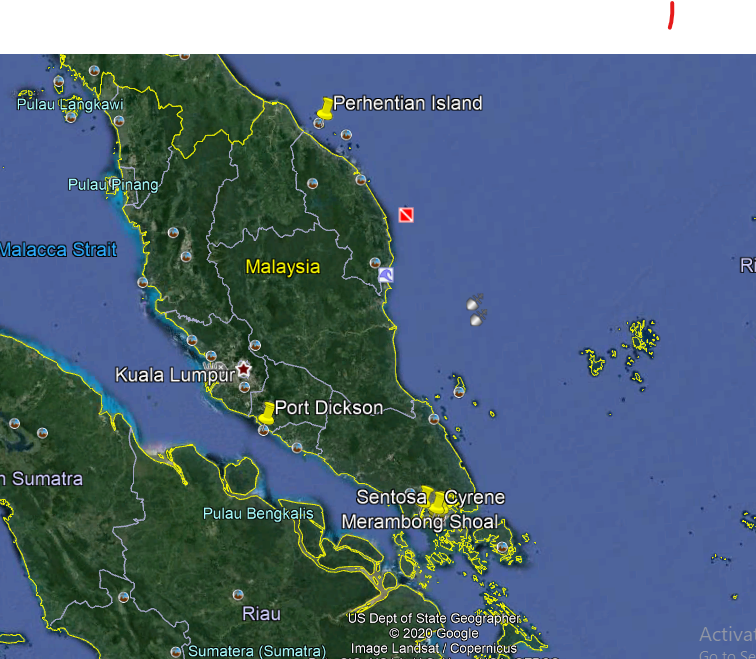 Perhentian Island
Pulau Langkawi
Pulau Pinang
Malacca Strait
Malaysia
Kuala Lumpur
Port Dickson
Sumatra
Sentosa Cyrene
Pulau Bengkalis
Merambong Shoal
Riau
US Dept of State Geographer
© 2020 Google
Image Landsat / Copernicus
Sumatera (Sumatra)